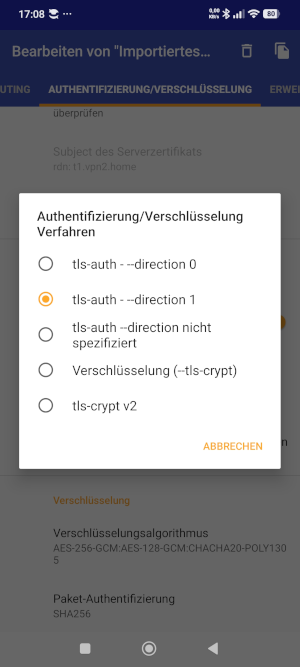 17:08
0,00
KB/s
80
Bearbeiten von "Importiertes...
UTING
AUTHENTIFIZIERUNG/VERSCHLÜSSELUNG
ERWEI
überprüfen
Subject des Serverzertifikats
rdn: t1.vpn2.home
Authentifizierung/Verschlüsselung
Verfahren
tls-auth - --direction 0
tls-auth - --direction 1
tls-auth --direction nicht
spezifiziert
Verschlüsselung (--tls-crypt)
tls-crypt v2
ABBRECHEN
n
Verschlüsselung
Verschlüsselungsalgorithmus
AES-256-GCM:AES-128-GCM:CHACHA20-POLY130
5
Paket-Authentifizierung
SHA256